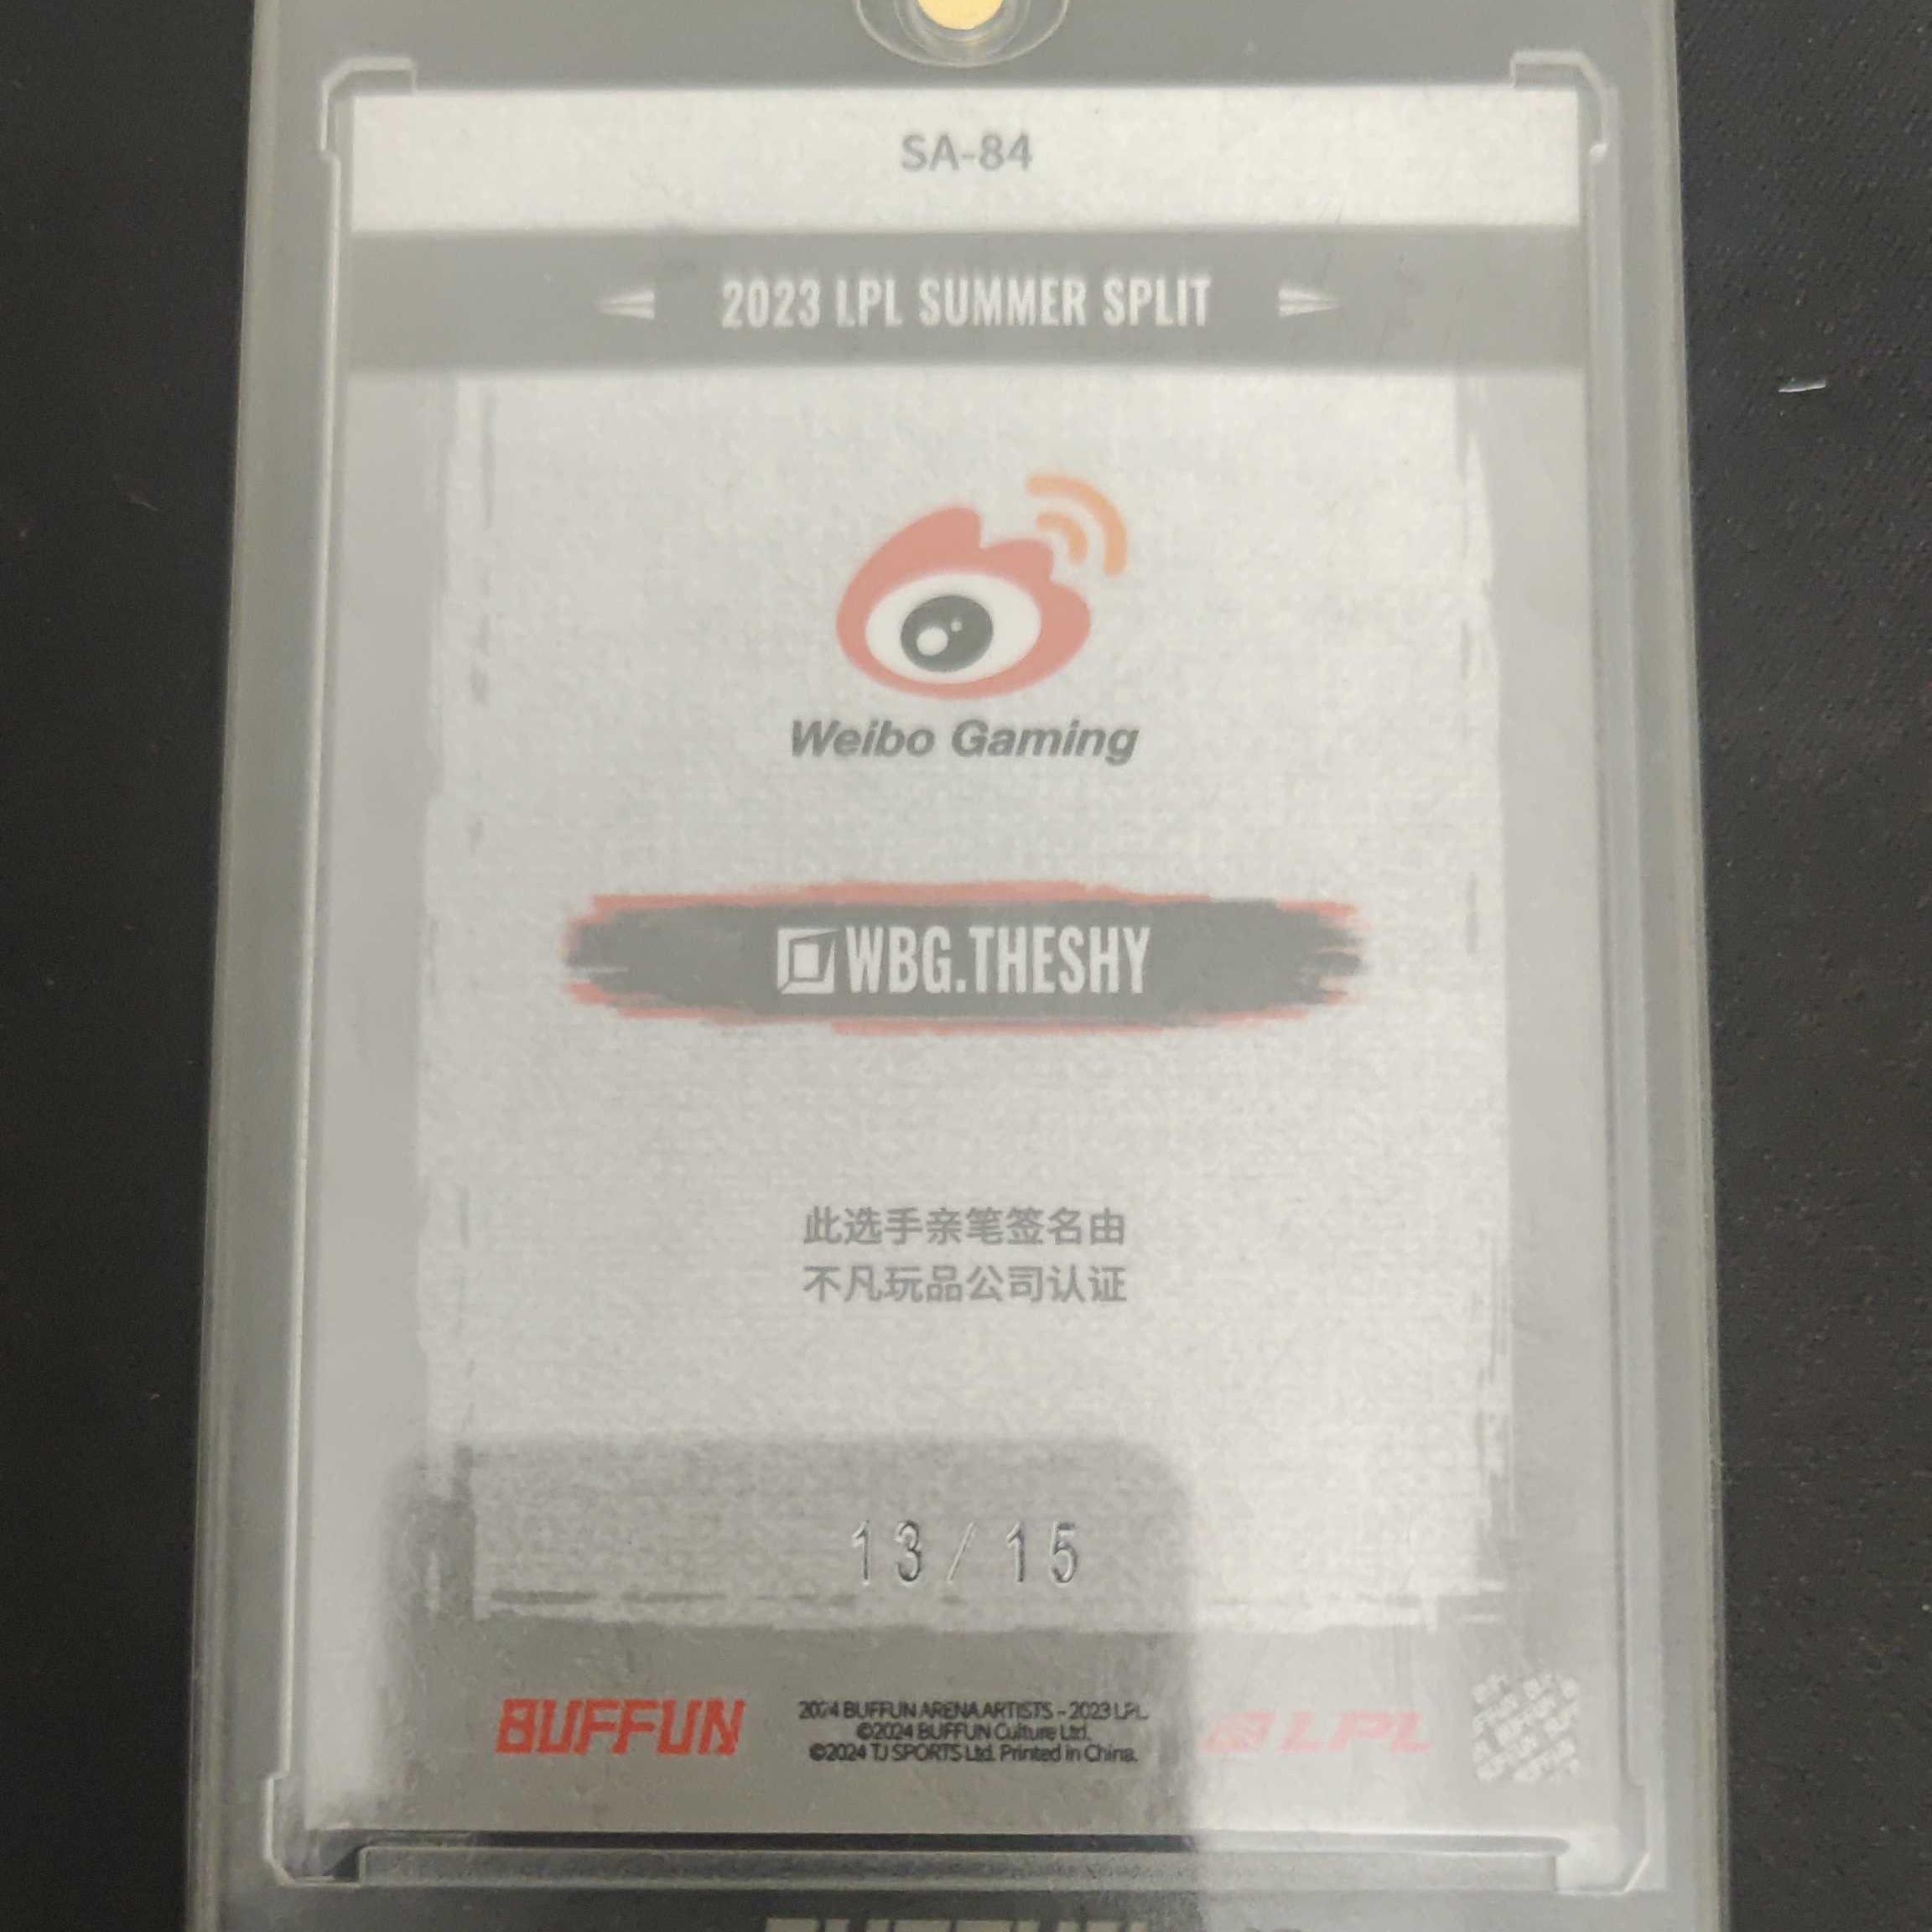 SA-84
2023 LPL SUMMER SPLIT
Weibo Gaming
WBG.THESHY
此选手亲笔签名由
不凡玩品公司认证
13/15
BUFFUN
2024 BUFFUN ARENA ARTISTS - 2023 LPL
©2024 BUFFUN Culture Ltd.
©2024 TJ SPORTS Ltd. Printed in China.
LPL